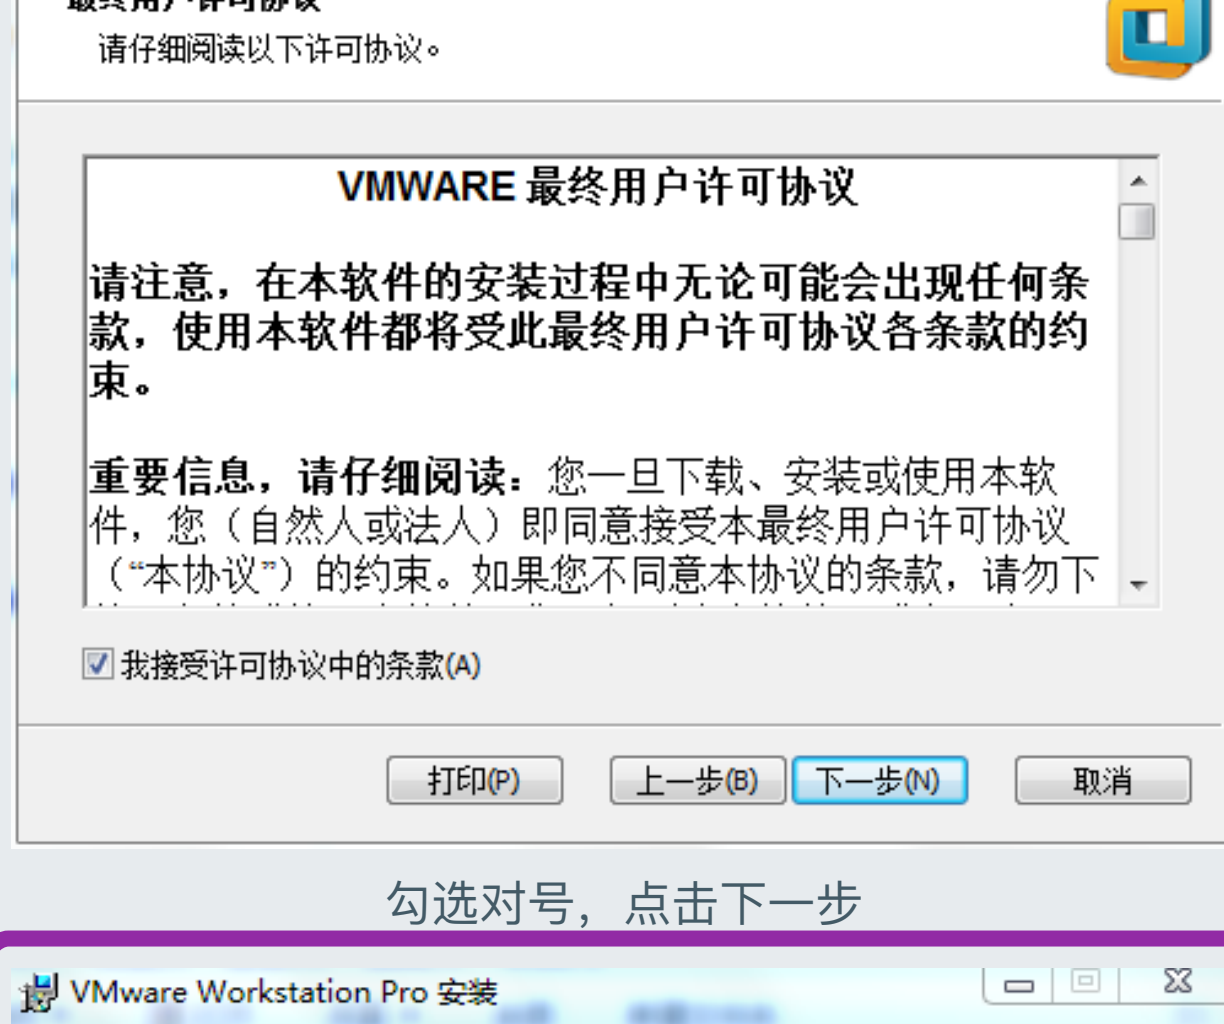 最终用户许可协议
请仔细阅读以下许可协议。
VMWARE 最终用户许可协议
请注意，在本软件的安装过程中无论可能会出现任何条
款，使用本软件都将受此最终用户许可协议各条款的约
束。
重要信息，请仔细阅读：您一旦下载、安装或使用本软
件，您（自然人或法人）即同意接受本最终用户许可协议
（“本协议”）的约束。如果您不同意本协议的条款，请勿下
我接受许可协议中的条款(A)
打印(P)
上一步(B)
下一步(N)
取消
勾选对号，点击下一步
VMware Workstation Pro 安装